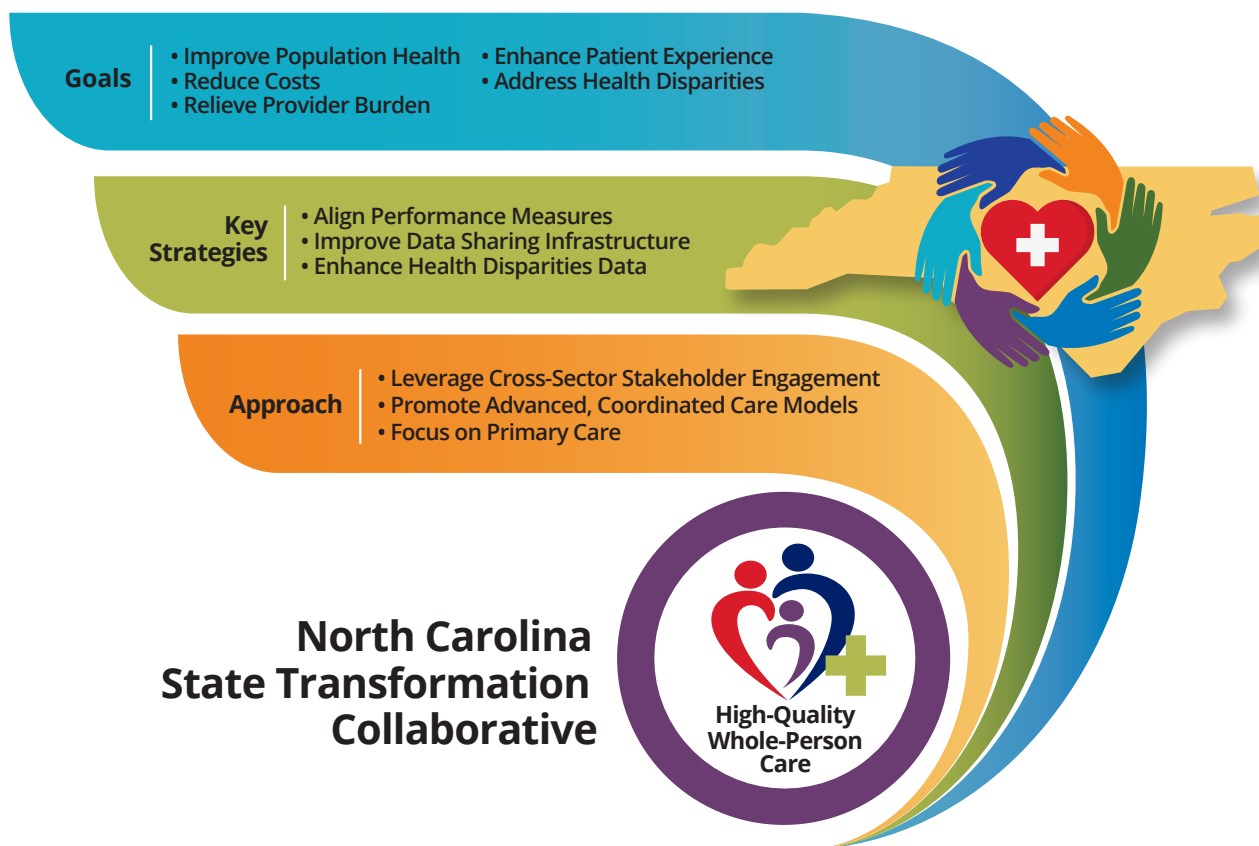 Goals
• Improve Population Health
• Reduce Costs
• Relieve Provider Burden
• Enhance Patient Experience
• Address Health Disparities
Key
Strategies
• Align Performance Measures
• Improve Data Sharing Infrastructure
• Enhance Health Disparities Data
Approach
• Leverage Cross-Sector Stakeholder Engagement
• Promote Advanced, Coordinated Care Models
• Focus on Primary Care
North Carolina
State Transformation
Collaborative
High-Quality
Whole-Person
Care